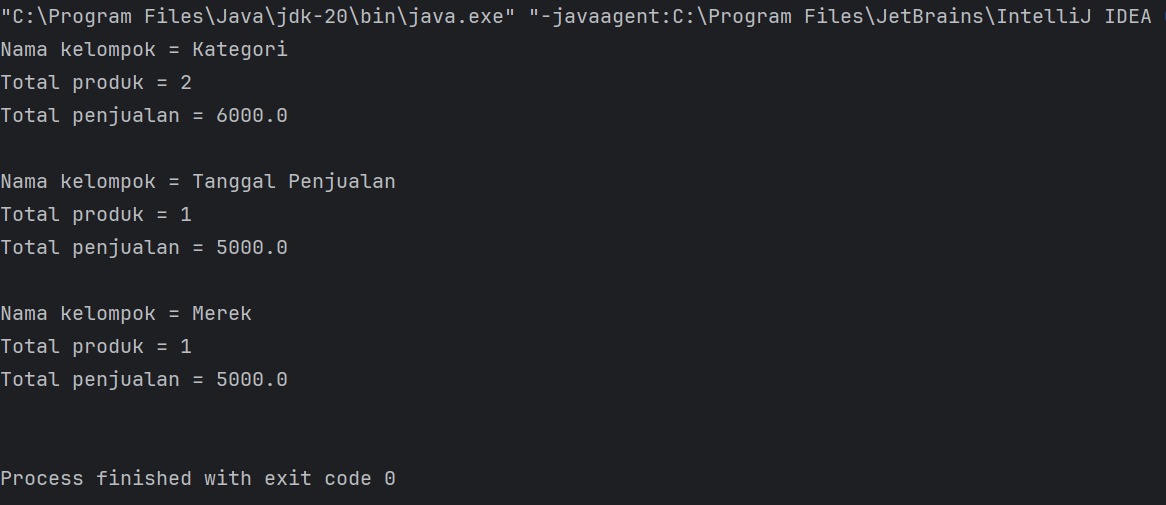 "C:\Program Files\Java\jdk-20\bin\java.exe" "-javaagent:C:\Program Files\JetBrains\IntelliJ IDEA
Nama kelompok = Kategori
Total produk = 2
Total penjualan = 6000.0
Nama kelompok = Tanggal Penjualan
Total produk = 1
Total penjualan = 5000.0
Nama kelompok = Merek
Total produk = 1
Total penjualan = 5000.0
Process finished with exit code 0